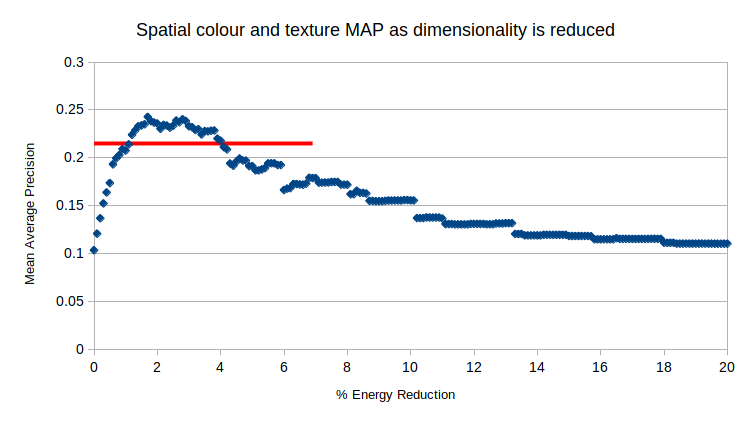 Spatial colour and texture MAP as dimensionality is reduced
0.3
0.25
0.2
0.15
0.1
0.05
0
Mean Average Precision
0 2 4 6 8 10 12 14 16 18 20
% Energy Reduction